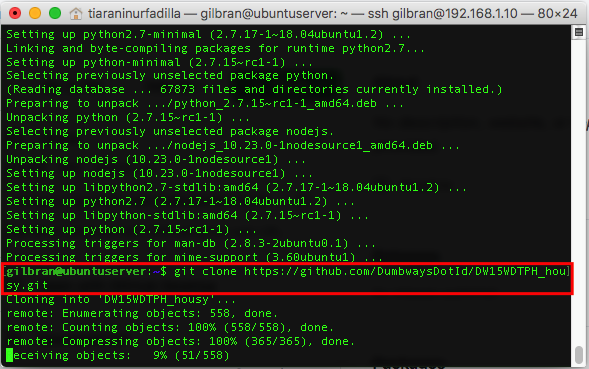 tiaraninurfadilla — gilbran@ubuntuserver: ~ — ssh gilbran@192.168.1.10 — 80×24
Setting up python2.7-minimal (2.7.17-1~18.04ubuntu1.2) ...
Linking and byte-compiling packages for runtime python2.7...
Setting up python-minimal (2.7.15~rc1-1) ...
Selecting previously unselected package python.
(Reading database ... 67873 files and directories currently installed.)
Preparing to unpack .../python_2.7.15~rc1-1_amd64.deb ...
Unpacking python (2.7.15~rc1-1) ...
Selecting previously unselected package nodejs.
Preparing to unpack .../nodejs_10.23.0-1nodesource1_amd64.deb ...
Unpacking nodejs (10.23.0-1nodesource1) ...
Setting up nodejs (10.23.0-1nodesource1) ...
Setting up libpython2.7-stdlib:amd64 (2.7.17-1~18.04ubuntu1.2) ...
Setting up python2.7 (2.7.17-1~18.04ubuntu1.2) ...
Setting up libpython-stdlib:amd64 (2.7.15~rc1-1) ...
Setting up python (2.7.15~rc1-1) ...
Processing triggers for man-db (2.8.3-2ubuntu0.1) ...
Processing triggers for mime-support (3.60ubuntu1) ...
[gilbran@ubuntuserver:~$ git clone https://github.com/DumbwaysDotId/DW15WDTPH_hou]
sy.git
Cloning into 'DW15WDTPH_housy'...
remote: Enumerating objects: 558, done.
remote: Counting objects: 100% (558/558), done.
remote: Compressing objects: 100% (365/365), done.
eceiving objects:   9% (51/558)